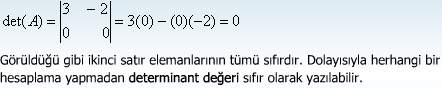 det(A) = |3 - 2; 0 0| = 3(0) - (0)(-2) = 0
Görüldüğü gibi ikinci satır elemanlarının tümü sıfırdır. Dolayısıyla herhangi bir
hesaplama yapmadan determinant değeri sıfır olarak yazılabilir.